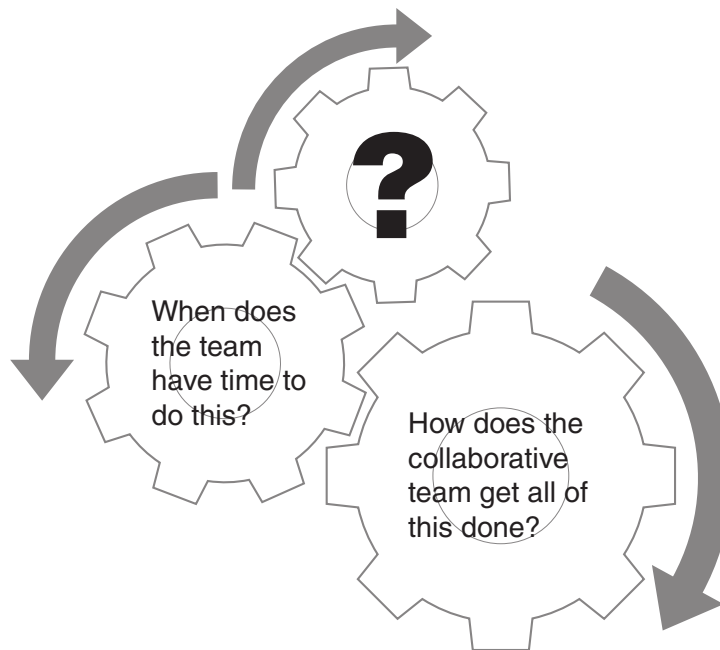 ?
When does
the team
have time to
do this?
How does the
collaborative
team get all of
this done?